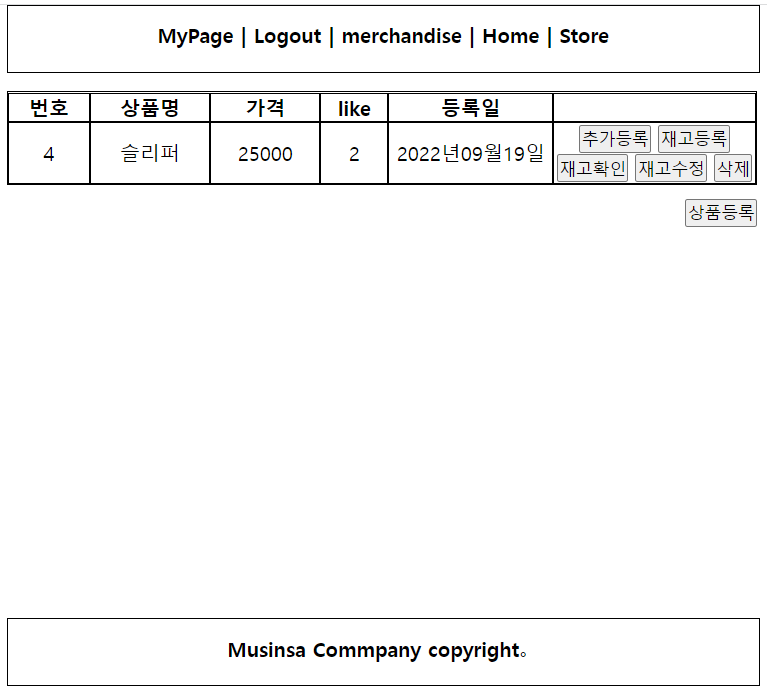 MyPage | Logout | merchandise | Home | Store
번호 상품명 가격 like 등록일
4 슬리퍼 25000 2 2022년09월19일 추가등록 재고등록
재고확인 재고수정 삭제
상품등록
Musinsa Commpany copyright。